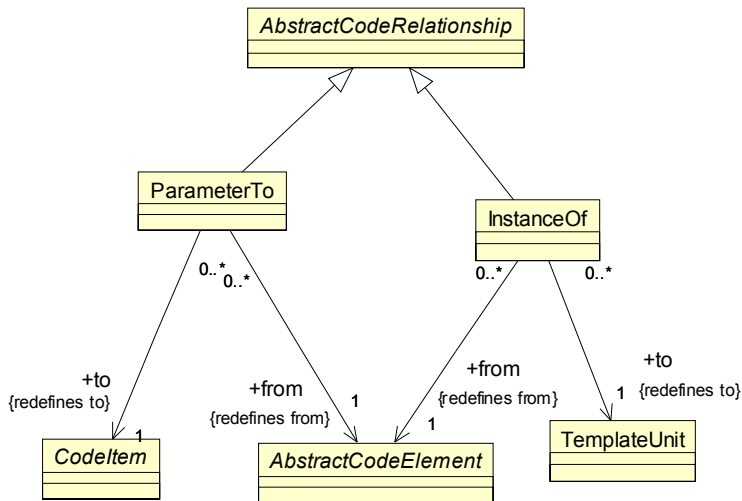 AbstractCodeRelationship
ParameterTo
InstanceOf
0..*
0..*
0..*
0..*
+to
{redefines to}
1
+from
{redefines from}
1
+from
{redefines from}
1
+to
{redefines to}
1
CodeItem
AbstractCodeElement
TemplateUnit